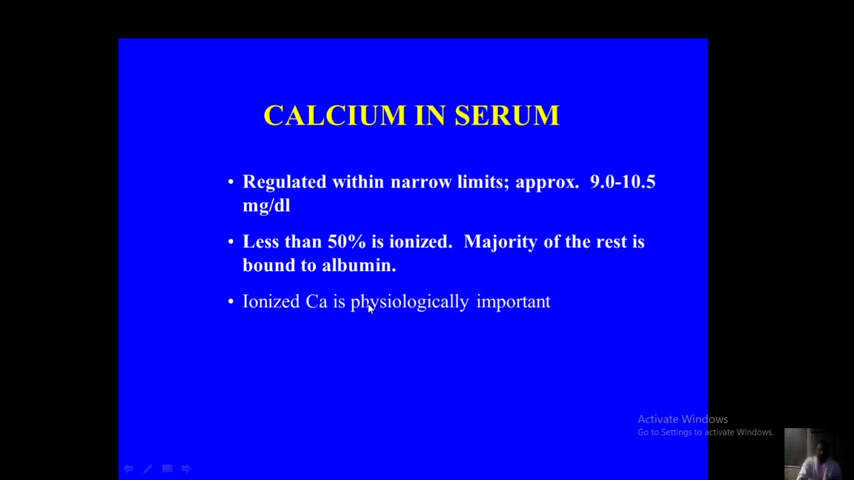 CALCIUM IN SERUM
• Regulated within narrow limits; approx. 9.0-10.5
mg/dl
• Less than 50% is ionized. Majority of the rest is
bound to albumin.
• Ionized Ca is physiologically important
Activate Windows
Go to Settings to activate Windows.